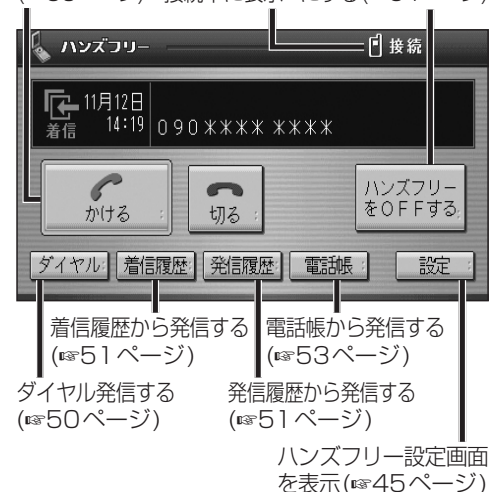 ハンズフリー
接続
11月12日
着信 14:19 090✱✱✱✱ ✱✱✱✱
かける
切る
ハンズフリー
をOFFする
ダイヤル 着信履歴 発信履歴 電話帳 設定
着信履歴から発信する
(☞51ページ)
電話帳から発信する
(☞53ページ)
ダイヤル発信する
(☞50ページ)
発信履歴から発信する
(☞51ページ)
ハンズフリー設定画面
を表示(☞45ページ)